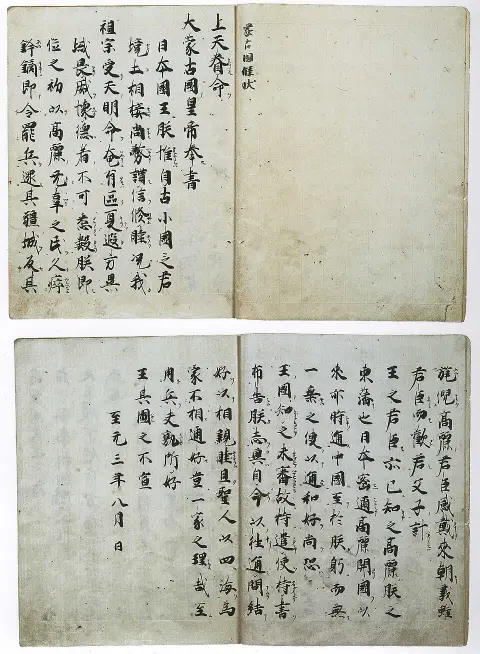 蒙古国牒状
上天眷命
大蒙古國皇帝奉書
日本國王朕惟自古小國之君
境土相接尚務講信修睦況我
祖宗受天明命奄有區夏遐方異
域畏威懷德者不可悉數朕即
位之初以高麗无辜之民久瘁
鋒鏑即令罷兵還其疆域反其
旄倪高麗君臣感戴來朝義雖
君臣而歡若父子計
王之君臣亦已知之高麗朕之
東藩也日本密邇高麗開國以
來亦時通中國至於朕躬而無
一乘之使以通和好尚恐
王國知之未審故特遣使持書
布告朕志冀自今以往通問結
好以相親睦且聖人以四海為
家不相通好豈一家之理哉至
用兵夫孰所好
王其圖之不宣
至元三年八月 日